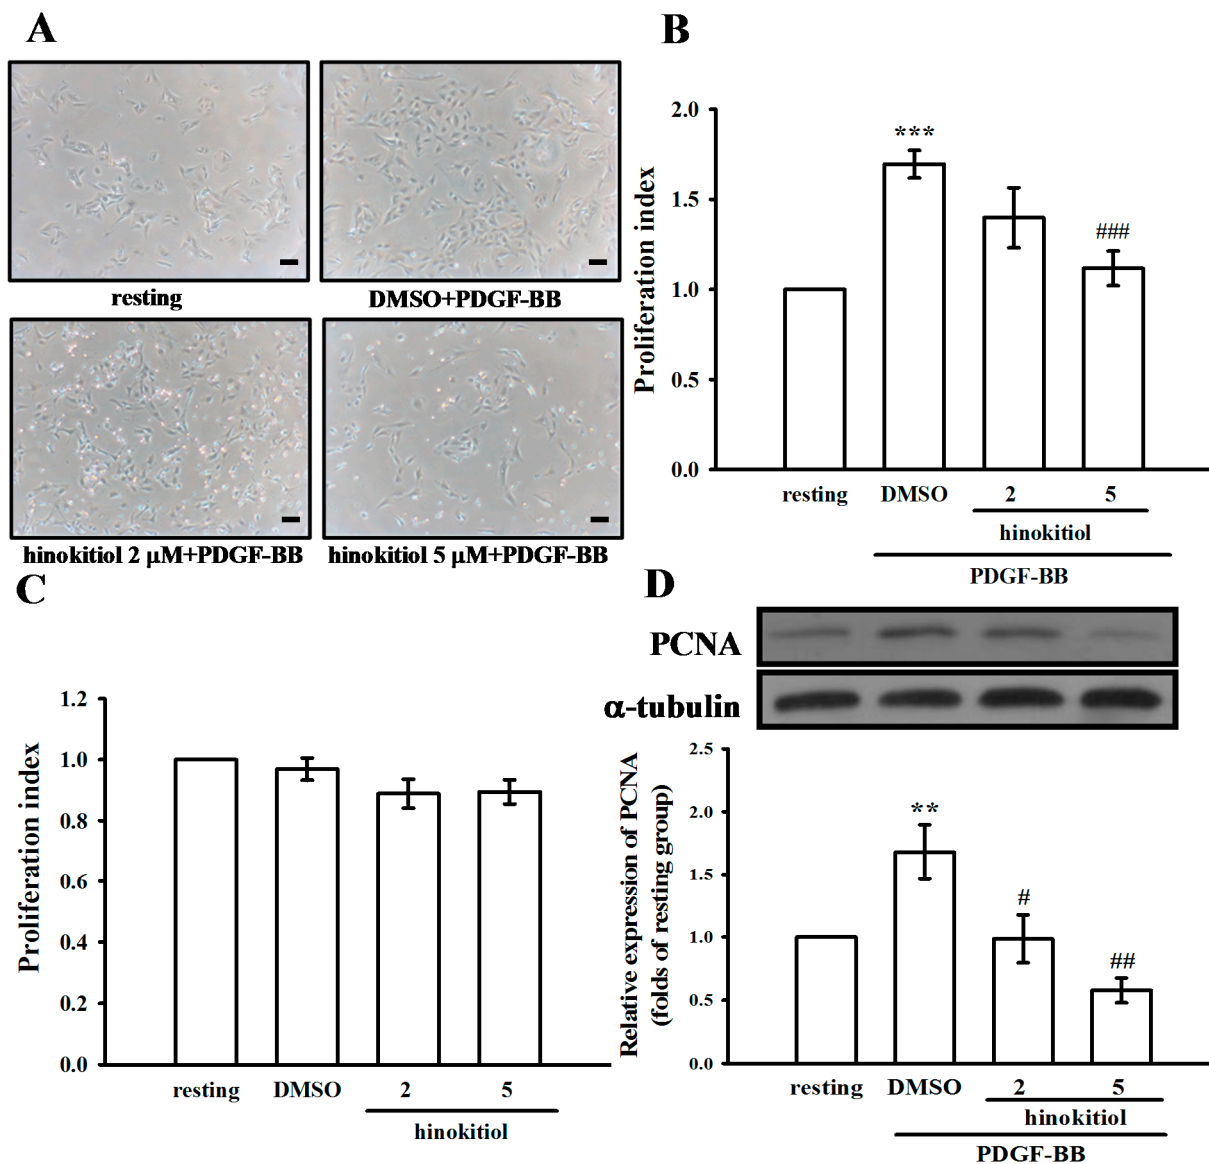 A
resting
DMSO+PDGF-BB
hinokitiol 2 μM+PDGF-BB
hinokitiol 5 μM+PDGF-BB
B
Proliferation index
2.0
1.5
1.0
0.5
0.0
***
###
resting DMSO 2 5
hinokitiol
PDGF-BB
C
Proliferation index
1.2
1.0
0.8
0.6
0.4
0.2
0.0
resting DMSO 2 5
hinokitiol
D
PCNA
α-tubulin
Relative expression of PCNA
(folds of resting group)
2.5
2.0
1.5
1.0
0.5
0.0
**
#
##
resting DMSO 2 5
hinokitiol
PDGF-BB